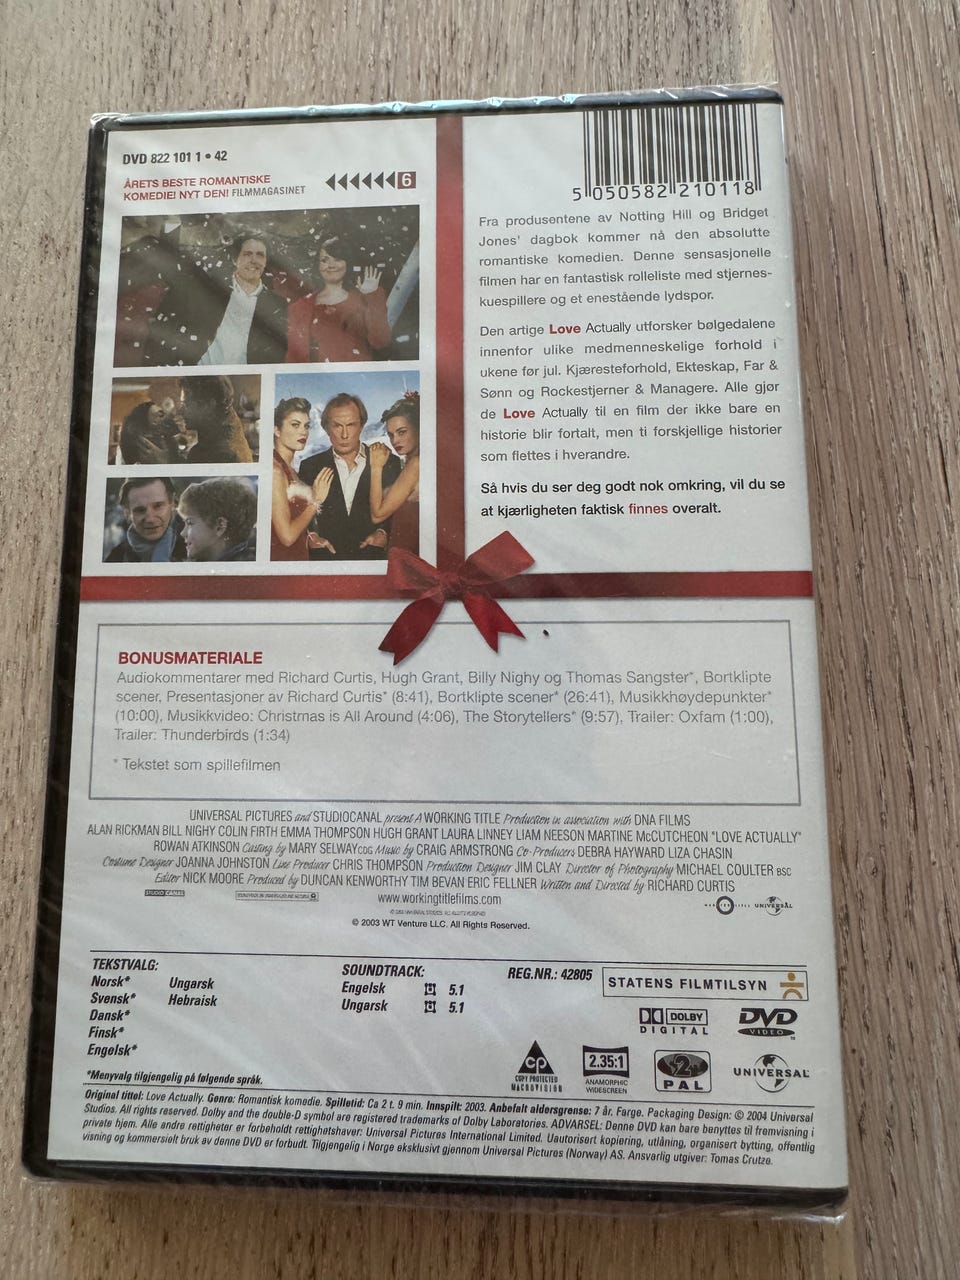 DVD 822 101 1 • 42
ÅRETS BESTE ROMANTISKE
KOMEDIE! NYT DEN! FILMMAGASINET
6
5 050582 210118
Fra produsentene av Notting Hill og Bridget
Jones' dagbok kommer nå den absolutte
romantiske komedien. Denne sensasjonelle
filmen har en fantastisk rolleliste med stjernes-
kuespillere og et enestående lydspor.
Den artige Love Actually utforsker bølgedalene
innenfor ulike medmenneskelige forhold i
ukene før jul. Kjæresteforhold, Ekteskap, Far &
Sønn og Rockestjerner & Managere. Alle gjør
de Love Actually til en film der ikke bare en
historie blir fortalt, men ti forskjellige historier
som flettes i hverandre.
Så hvis du ser deg godt nok omkring, vil du se
at kjærligheten faktisk finnes overalt.
BONUSMATERIALE
Audiokommentarer med Richard Curtis, Hugh Grant, Billy Nighy og Thomas Sangster*, Bortklipte
scener, Presentasjoner av Richard Curtis* (8:41), Bortklipte scener* (26:41), Musikkhøydepunkter*
(10:00), Musikkvideo: Christmas is All Around (4:06), The Storytellers* (9:57), Trailer: Oxfam (1:00),
Trailer: Thunderbirds (1:34)
* Tekstet som spillefilmen
UNIVERSAL PICTURES and STUDIOCANAL present A WORKING TITLE Production in association with DNA FILMS
ALAN RICKMAN BILL NIGHY COLIN FIRTH EMMA THOMPSON HUGH GRANT LAURA LINNEY LIAM NEESON MARTINE McCUTCHEON "LOVE ACTUALLY"
ROWAN ATKINSON Casting by MARY SELWAY CDG Music by CRAIG ARMSTRONG Co-Producers DEBRA HAYWARD LIZA CHASIN
Costume Designer JOANNA JOHNSTON Line Producer CHRIS THOMPSON Production Designer JIM CLAY Director of Photography MICHAEL COULTER BSC
Editor NICK MOORE Produced by DUNCAN KENWORTHY TIM BEVAN ERIC FELLNER Written and Directed by RICHARD CURTIS
STUDIO CANAL
www.workingtitlefilms.com
UNIVERSAL
© 2003 WT Venture LLC. All Rights Reserved.
TEKSTVALG:
Norsk* Ungarsk
Svensk* Hebraisk
Dansk*
Finsk*
Engelsk*
*Menyvalg tilgjengelig på følgende språk.
SOUNDTRACK:
Engelsk 5.1
Ungarsk 5.1
REG.NR.: 42805
STATENS FILMTILSYN
DOLBY
DIGITAL
DVD
VIDEO
CP
COPY PROTECTED
MACROVISION
2.35:1
ANAMORPHIC
WIDESCREEN
2
PAL
UNIVERSAL
Original tittel: Love Actually. Genre: Romantisk komedie. Spilletid: Ca 2 t. 9 min. Innspilt: 2003. Anbefalt aldersgrense: 7 år. Farge. Packaging Design: © 2004 Universal
Studios. All rights reserved. Dolby and the double-D symbol are registered trademarks of Dolby Laboratories. ADVARSEL: Denne DVD kan bare benyttes til fremvisning i
private hjem. Alle andre rettigheter er forbeholdt rettighetshaver: Universal Pictures International Limited. Uautorisert kopiering, utlåning, organisert bytting, offentlig
visning og kommersielt bruk av denne DVD er forbudt. Tilgjengelig i Norge eksklusivt gjennom Universal Pictures (Norway) AS. Ansvarlig utgiver: Tomas Crutze.